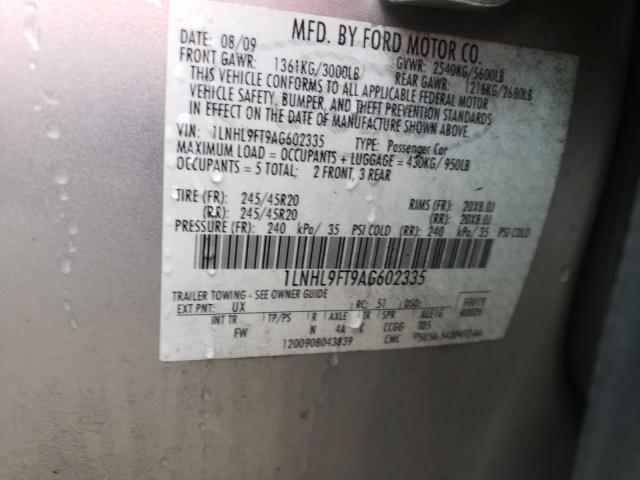 MFD. BY FORD MOTOR CO.
DATE: 08/09 GVWR: 2540KG/5600LB
FRONT GAWR: 1361KG/3000LB REAR GAWR: 1216KG/2680LB
THIS VEHICLE CONFORMS TO ALL APPLICABLE FEDERAL MOTOR
VEHICLE SAFETY, BUMPER, AND THEFT PREVENTION STANDARDS
IN EFFECT ON THE DATE OF MANUFACTURE SHOWN ABOVE.
VIN: 1LNHL9FT9AG602335 TYPE: Passenger Car
MAXIMUM LOAD = OCCUPANTS + LUGGAGE = 430KG/ 950LB
OCCUPANTS = 5 TOTAL; 2 FRONT, 3 REAR
TIRE (FR): 245/45R20 RIMS (FR): 20X8.0J
(RR): 245/45R20 (RR): 20X8.0J
PRESSURE (FR): 240 kPa/ 35 PSI COLD (RR): 240 kPa/ 35 PSI COLD
1LNHL9FT9AG602335
TRAILER TOWING - SEE OWNER GUIDE
EXT PNT: UX RC: 51 DSO:
INT TR TP/PS R AXLE TR SPR
FW N 4A C CCGG
1200908043839 CMC